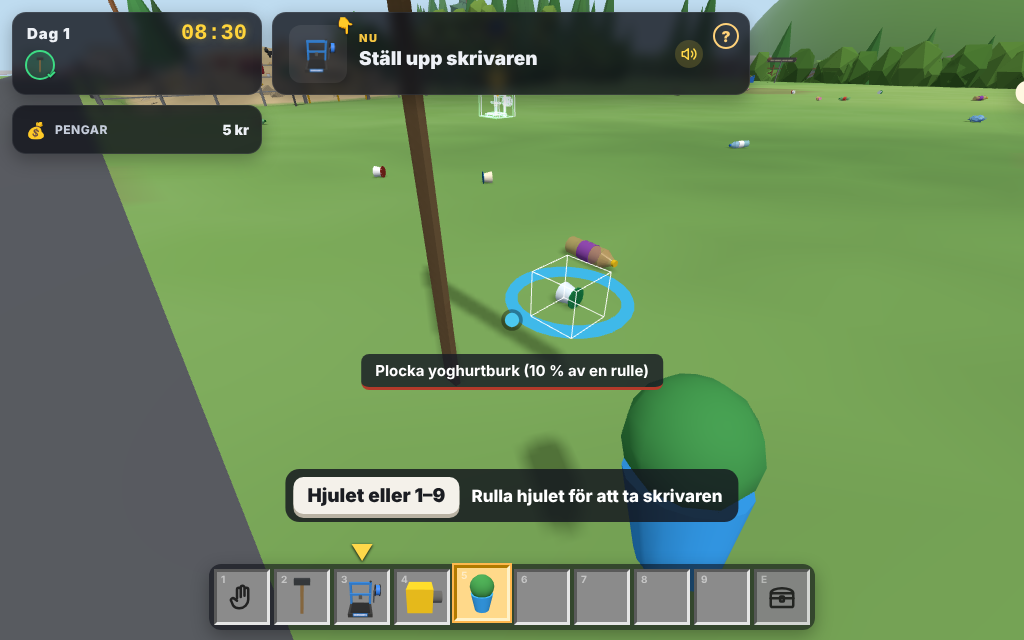 Dag 1
08:30
NU
Ställ upp skrivaren
?
PENGAR
5 kr
Plocka yoghurtburk (10 % av en rulle)
Hjulet eller 1–9
Rulla hjulet för att ta skrivaren
1
2
3
4
5
6
7
8
9
E